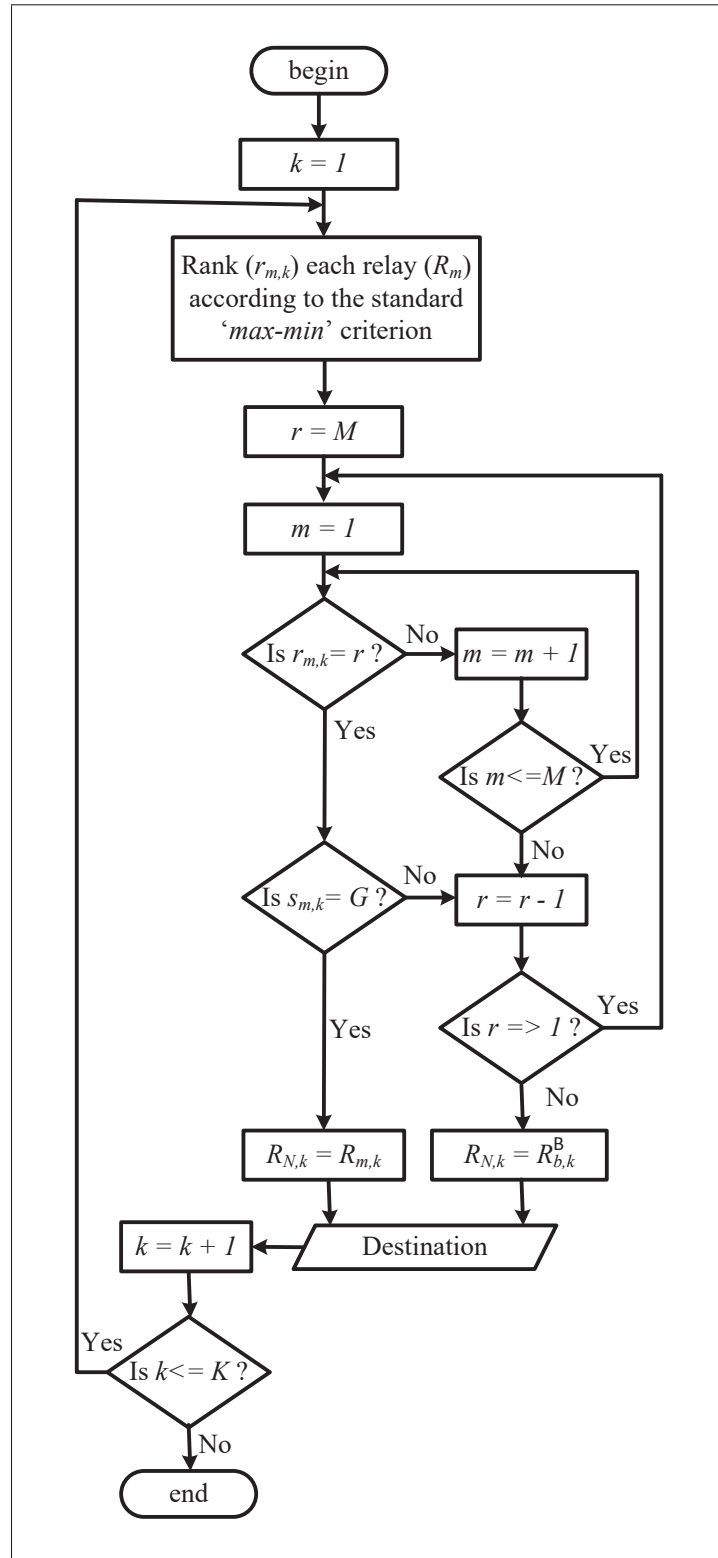 begin
k = 1
Rank (r_{m,k}) each relay (R_m)
according to the standard
‘max-min’ criterion
r = M
m = 1
Is r_{m,k}= r ?
No
m = m + 1
Yes
Is m<=M ?
Yes
No
Is s_{m,k}= G ?
No
r = r - 1
Yes
Is r => 1 ?
Yes
No
R_{N,k} = R_{m,k}
R_{N,k} = R^B_{b,k}
k = k + 1
Destination
Yes
Is k<= K ?
No
end